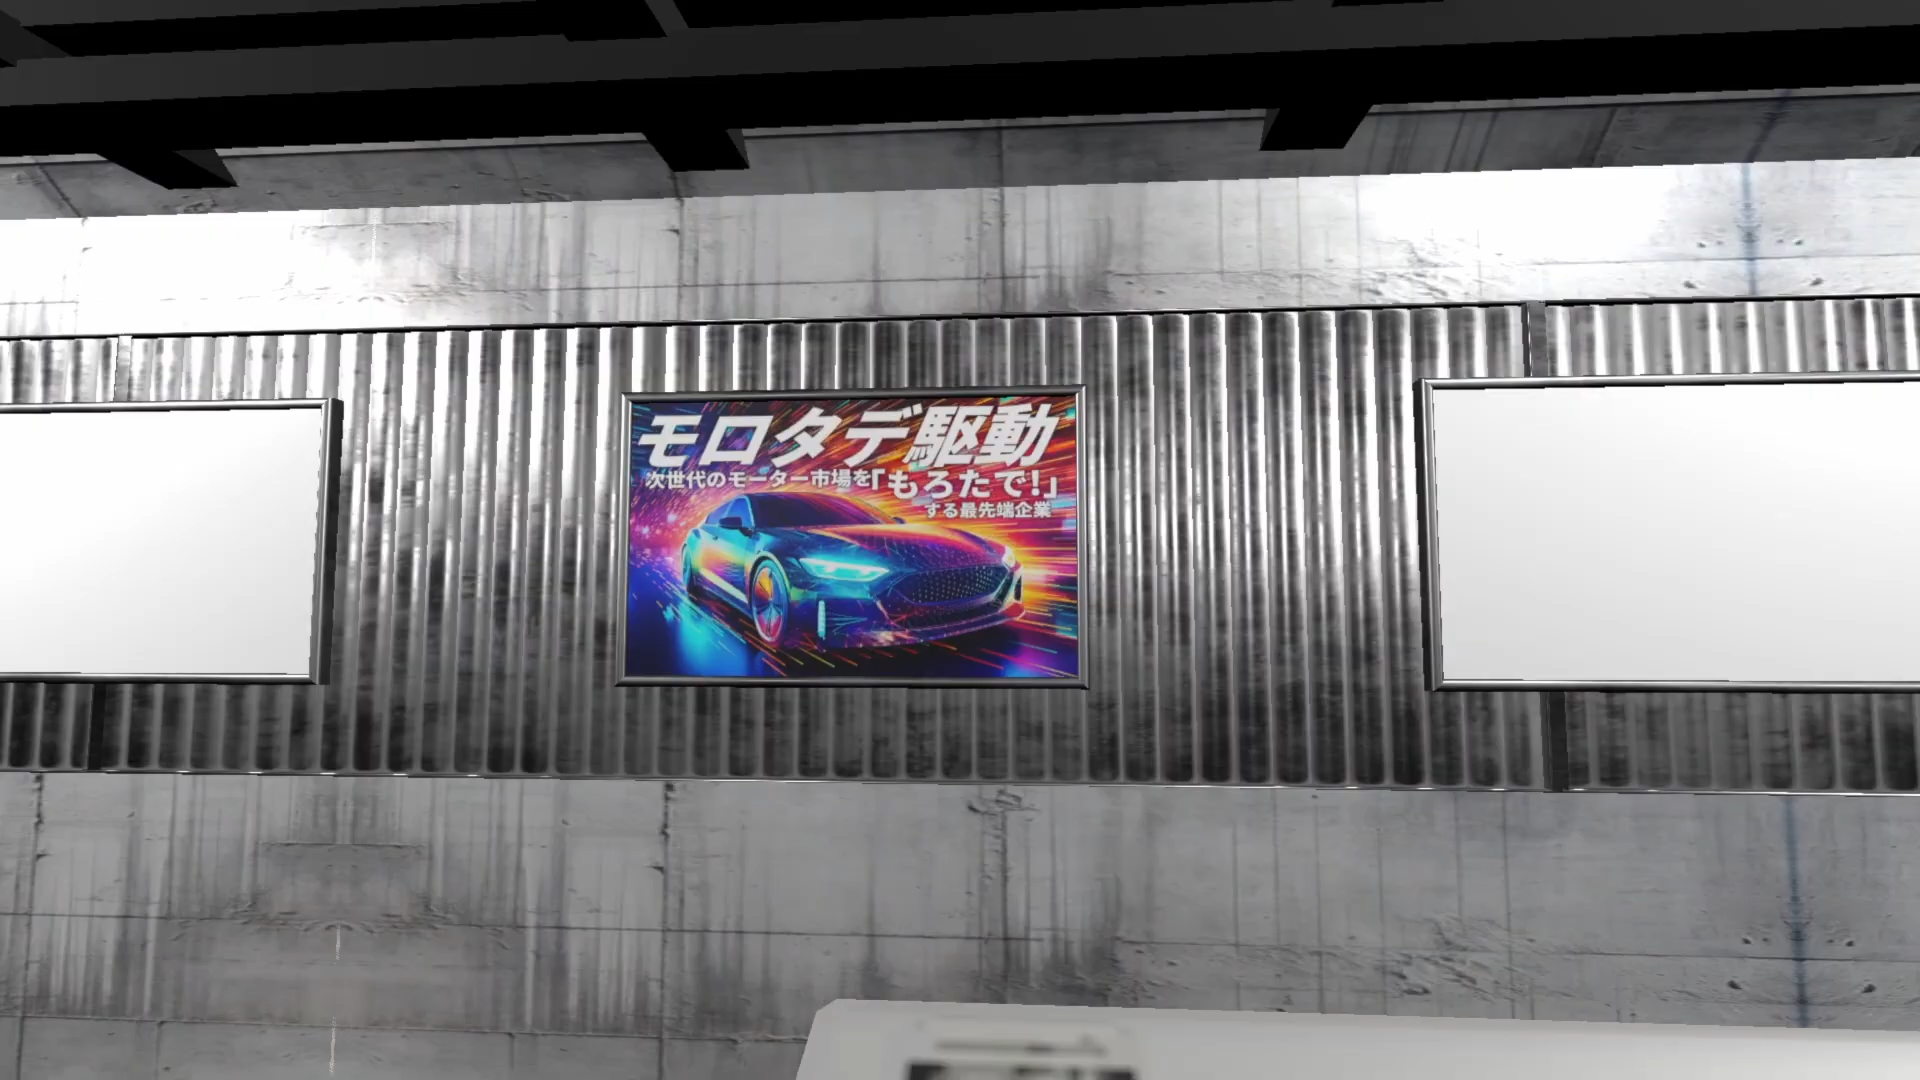 モロタデ駆動
次世代のモーター市場を「もろたで!」
する最先端企業